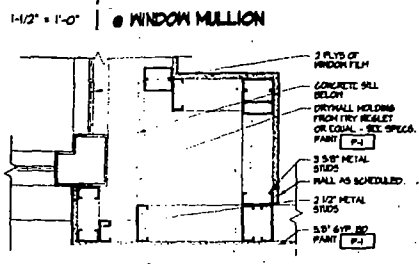 1-1/2" = 1'-0"
@ WINDOW MULLION
2 PLYS OF
WINDOW FILM
CONCRETE SILL
BELOW
DRYWALL MOLDING
FROM FRY REGLET
OR EQUAL - SEE SPECS.
PAINT P-1
3 5/8" METAL
STUDS
WALL AS SCHEDULED
2 1/2" METAL
STUDS
5/8" GYP. BD
PAINT P-1